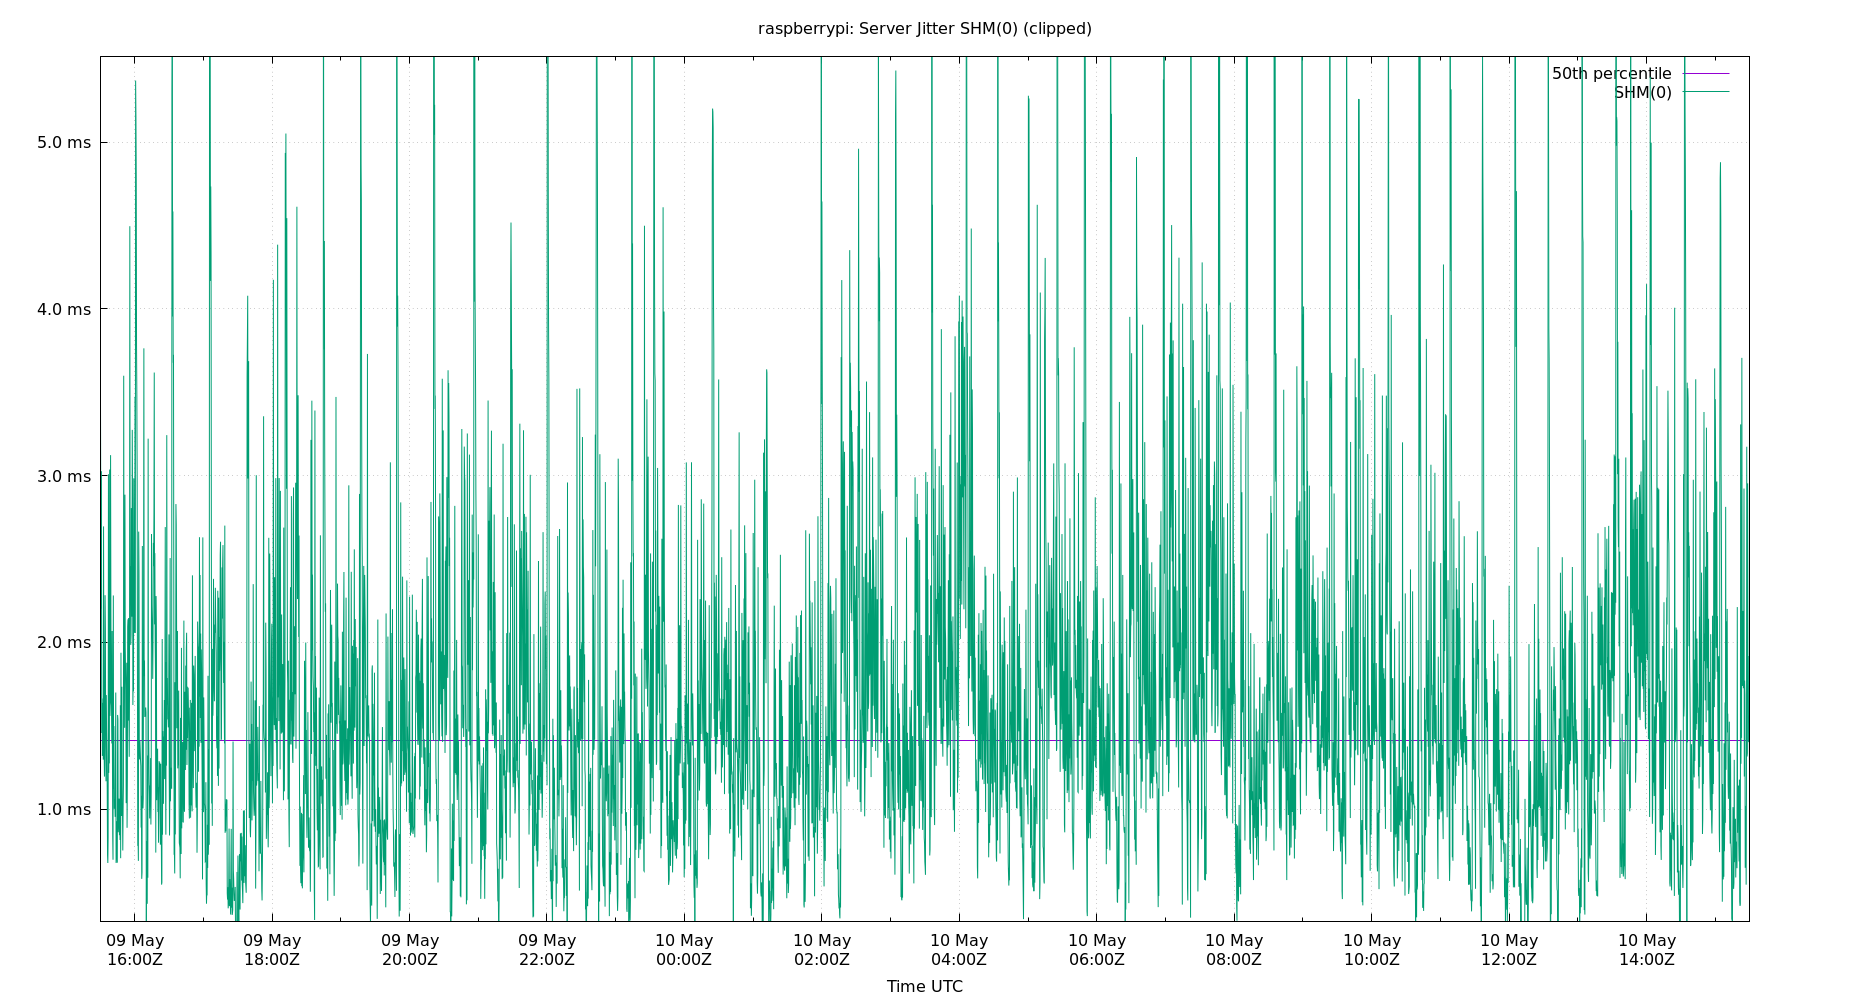 raspberrypi: Server Jitter SHM(0) (clipped)
50th percentile
SHM(0)
5.0 ms
4.0 ms
3.0 ms
2.0 ms
1.0 ms
09 May 09 May 09 May 09 May 10 May 10 May 10 May 10 May 10 May 10 May 10 May 10 May
16:00Z 18:00Z 20:00Z 22:00Z 00:00Z 02:00Z 04:00Z 06:00Z 08:00Z 10:00Z 12:00Z 14:00Z
Time UTC